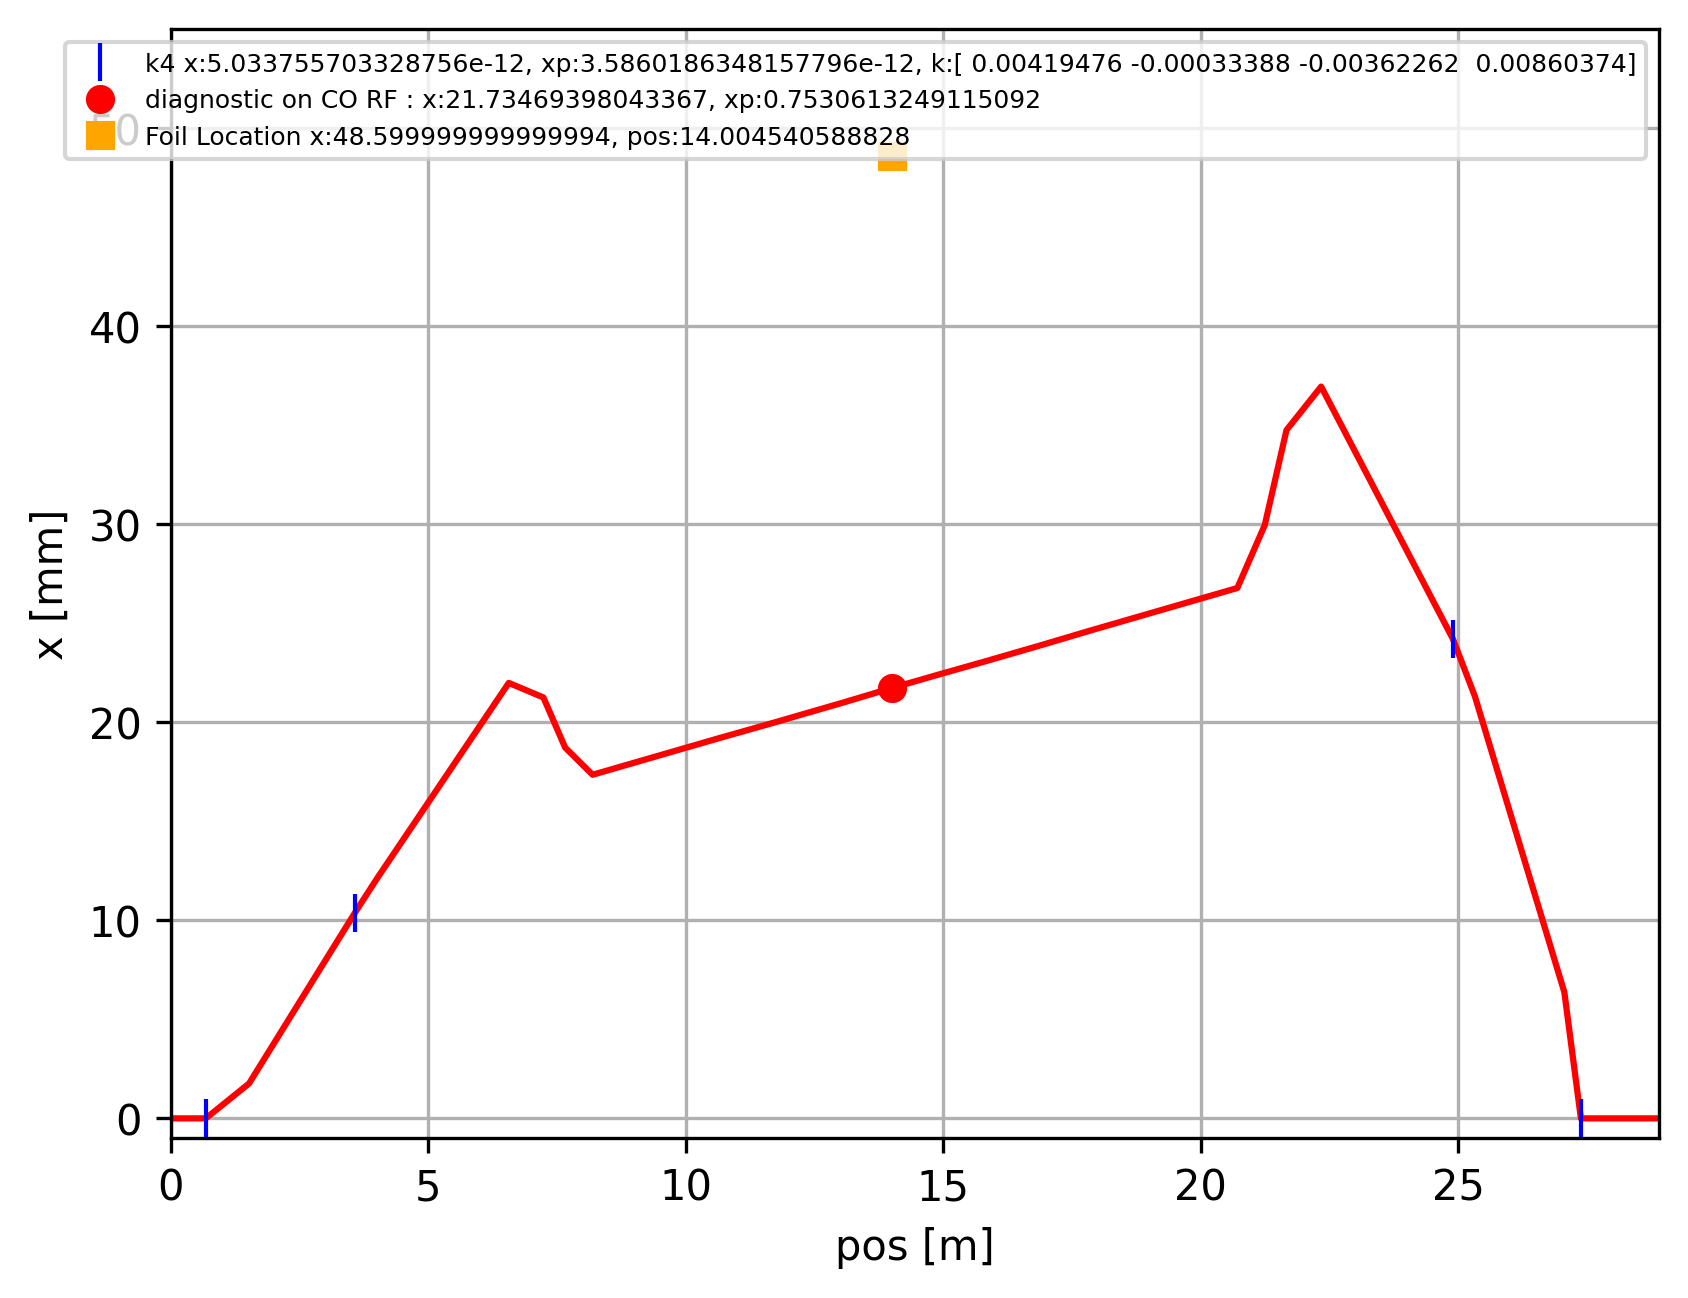 k4 x:5.033755703328756e-12, xp:3.5860186348157796e-12, k:[ 0.00419476 -0.00033388 -0.00362262  0.00860374]
diagnostic on CO RF : x:21.73469398043367, xp:0.7530613249115092
Foil Location x:48.599999999999994, pos:14.004540588828
50
40
30
20
10
0
x [mm]
0 5 10 15 20 25
pos [m]